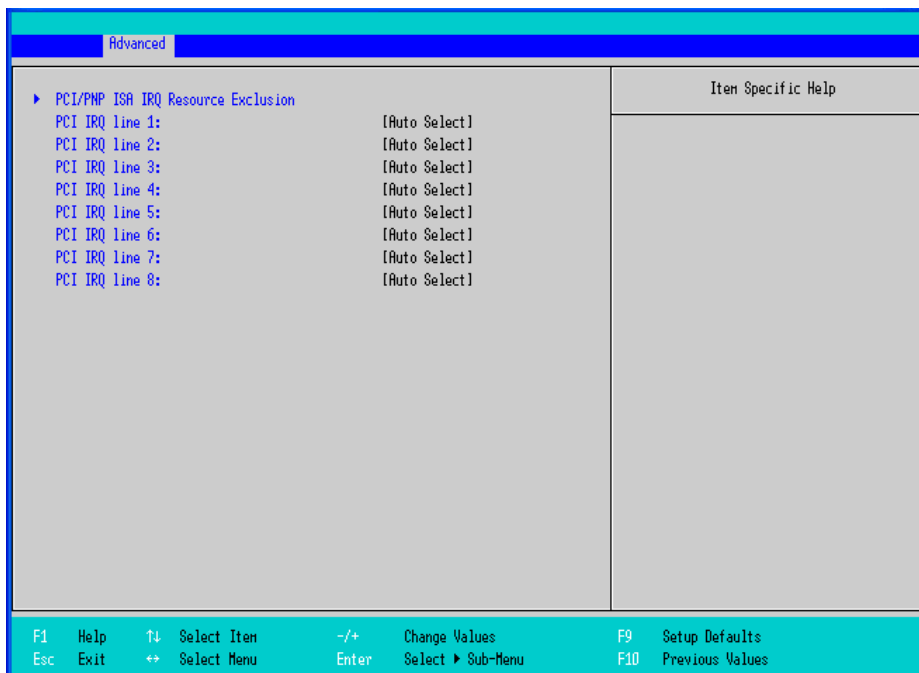 Advanced
Item Specific Help
▶ PCI/PNP ISA IRQ Resource Exclusion
PCI IRQ line 1: [Auto Select]
PCI IRQ line 2: [Auto Select]
PCI IRQ line 3: [Auto Select]
PCI IRQ line 4: [Auto Select]
PCI IRQ line 5: [Auto Select]
PCI IRQ line 6: [Auto Select]
PCI IRQ line 7: [Auto Select]
PCI IRQ line 8: [Auto Select]
F1 Help ↑↓ Select Item -/+ Change Values F9 Setup Defaults
Esc Exit ↔ Select Menu Enter Select ▶ Sub-Menu F10 Previous Values